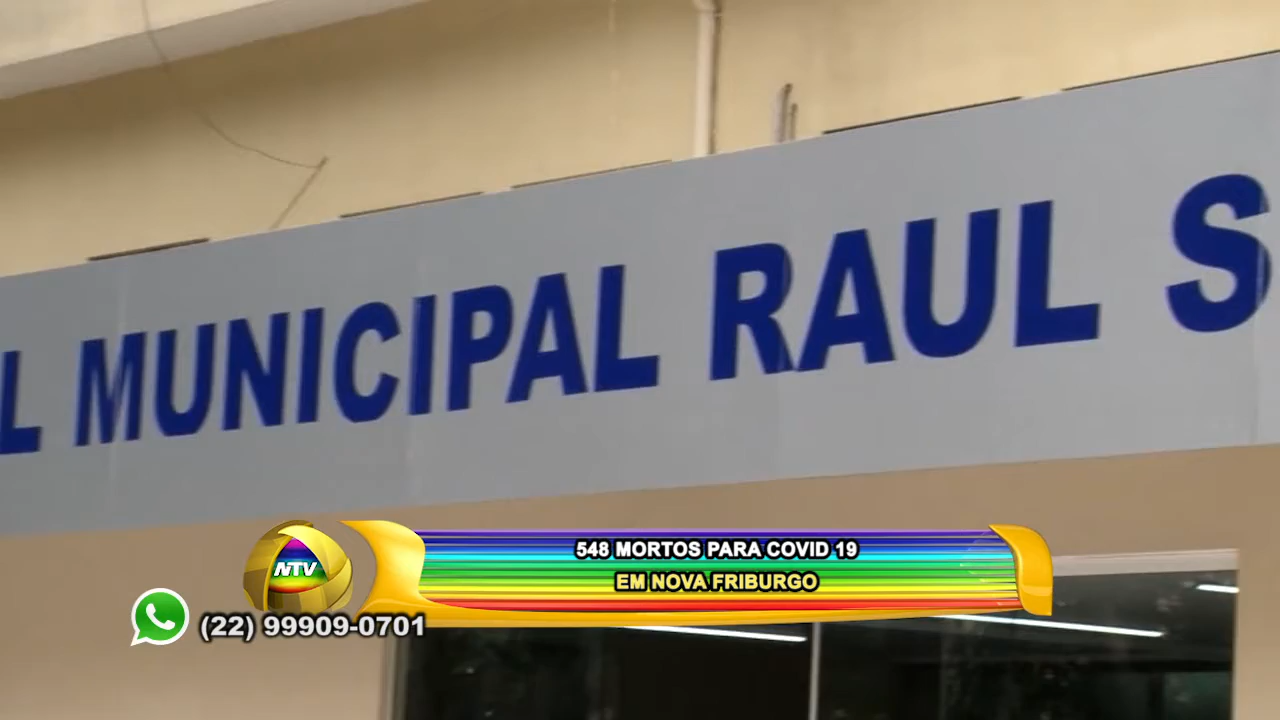 L MUNICIPAL RAUL S
548 MORTOS PARA COVID 19
NTV
EM NOVA FRIBURGO
(22) 99909-0701